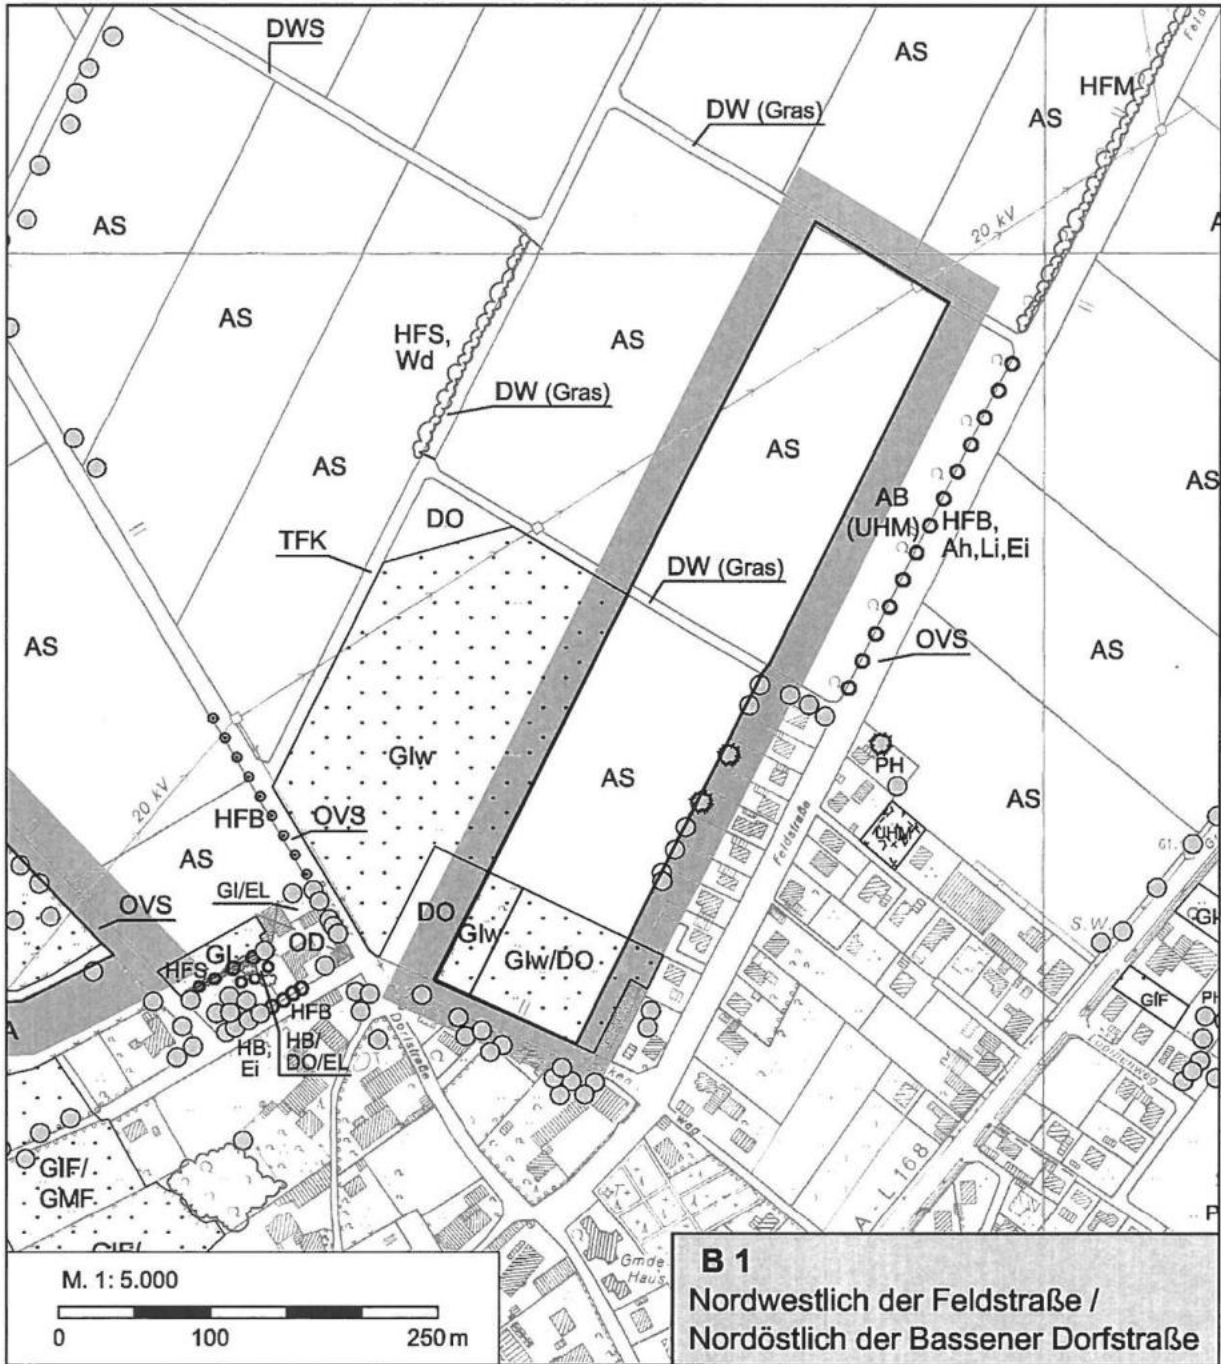 DWS
AS
HFM
DW (Gras)
AS
Feld
AS
20 kV
AS
HFS,
Wd
AS
DW (Gras)
AS
AS
AS
AB
(UHM)
HFB,
Ah,Li,Ei
DO
TFK
DW (Gras)
AS
OVS
AS
Glw
AS
PH
20 kV
HFB
OVS
AS
UHM
Feldstraße
AS
GI/EL
OVS
DO
Glw
OD
Glw/DO
S.W.
GI
HFS
GIF
HFB
HB,
Ei
HB/
DO/EL
Dorfstraße
weg
GIF/
GMF
L 168
GIF/
Gmde.
Haus
M. 1: 5.000
0 100 250 m
B 1
Nordwestlich der Feldstraße /
Nordöstlich der Bassener Dorfstraße